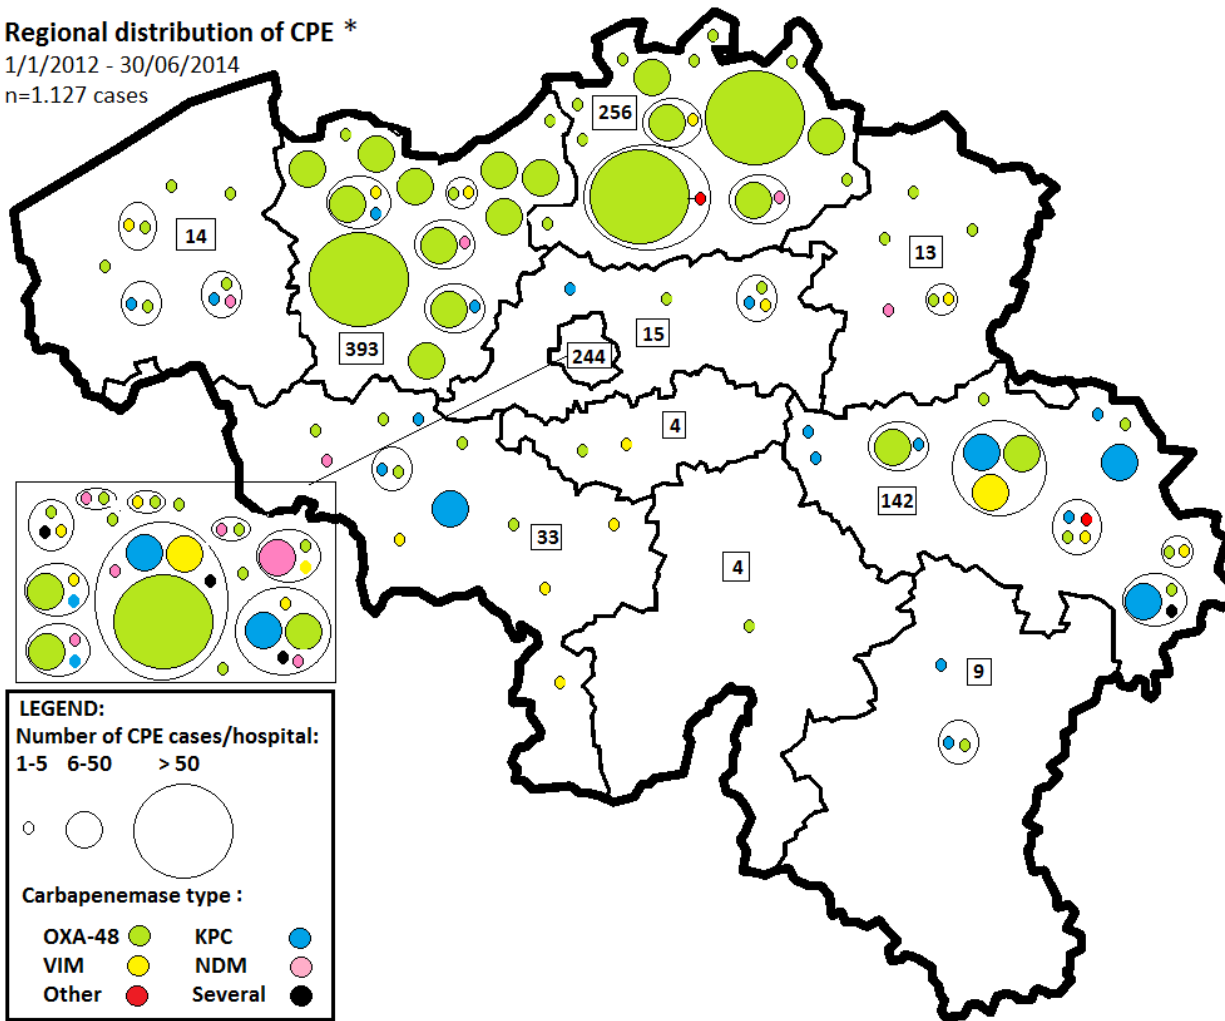 Regional distribution of CPE *
1/1/2012 - 30/06/2014
n=1.127 cases
256
14
13
393
15
244
4
142
33
4
9
LEGEND:
Number of CPE cases/hospital:
1-5 6-50 > 50
Carbapenemase type :
OXA-48 KPC
VIM NDM
Other Several